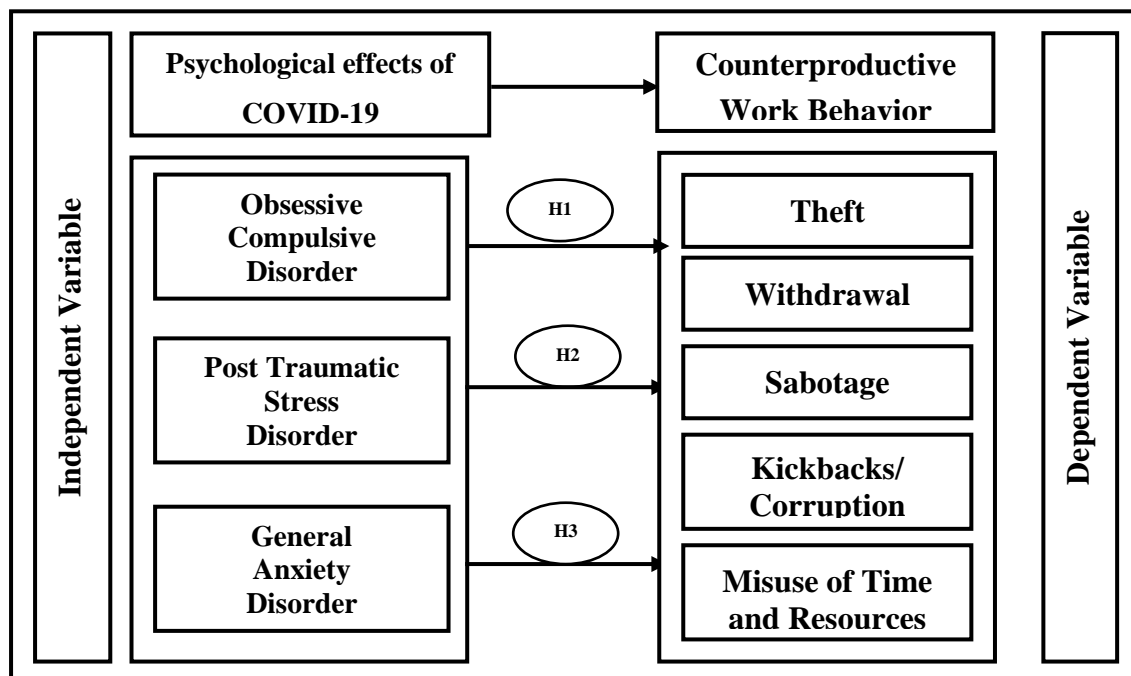 Independent Variable
Psychological effects of
COVID-19
Counterproductive
Work Behavior
Obsessive
Compulsive
Disorder
H1
Post Traumatic
Stress
Disorder
H2
General
Anxiety
Disorder
H3
Theft
Withdrawal
Sabotage
Kickbacks/
Corruption
Misuse of Time
and Resources
Dependent Variable